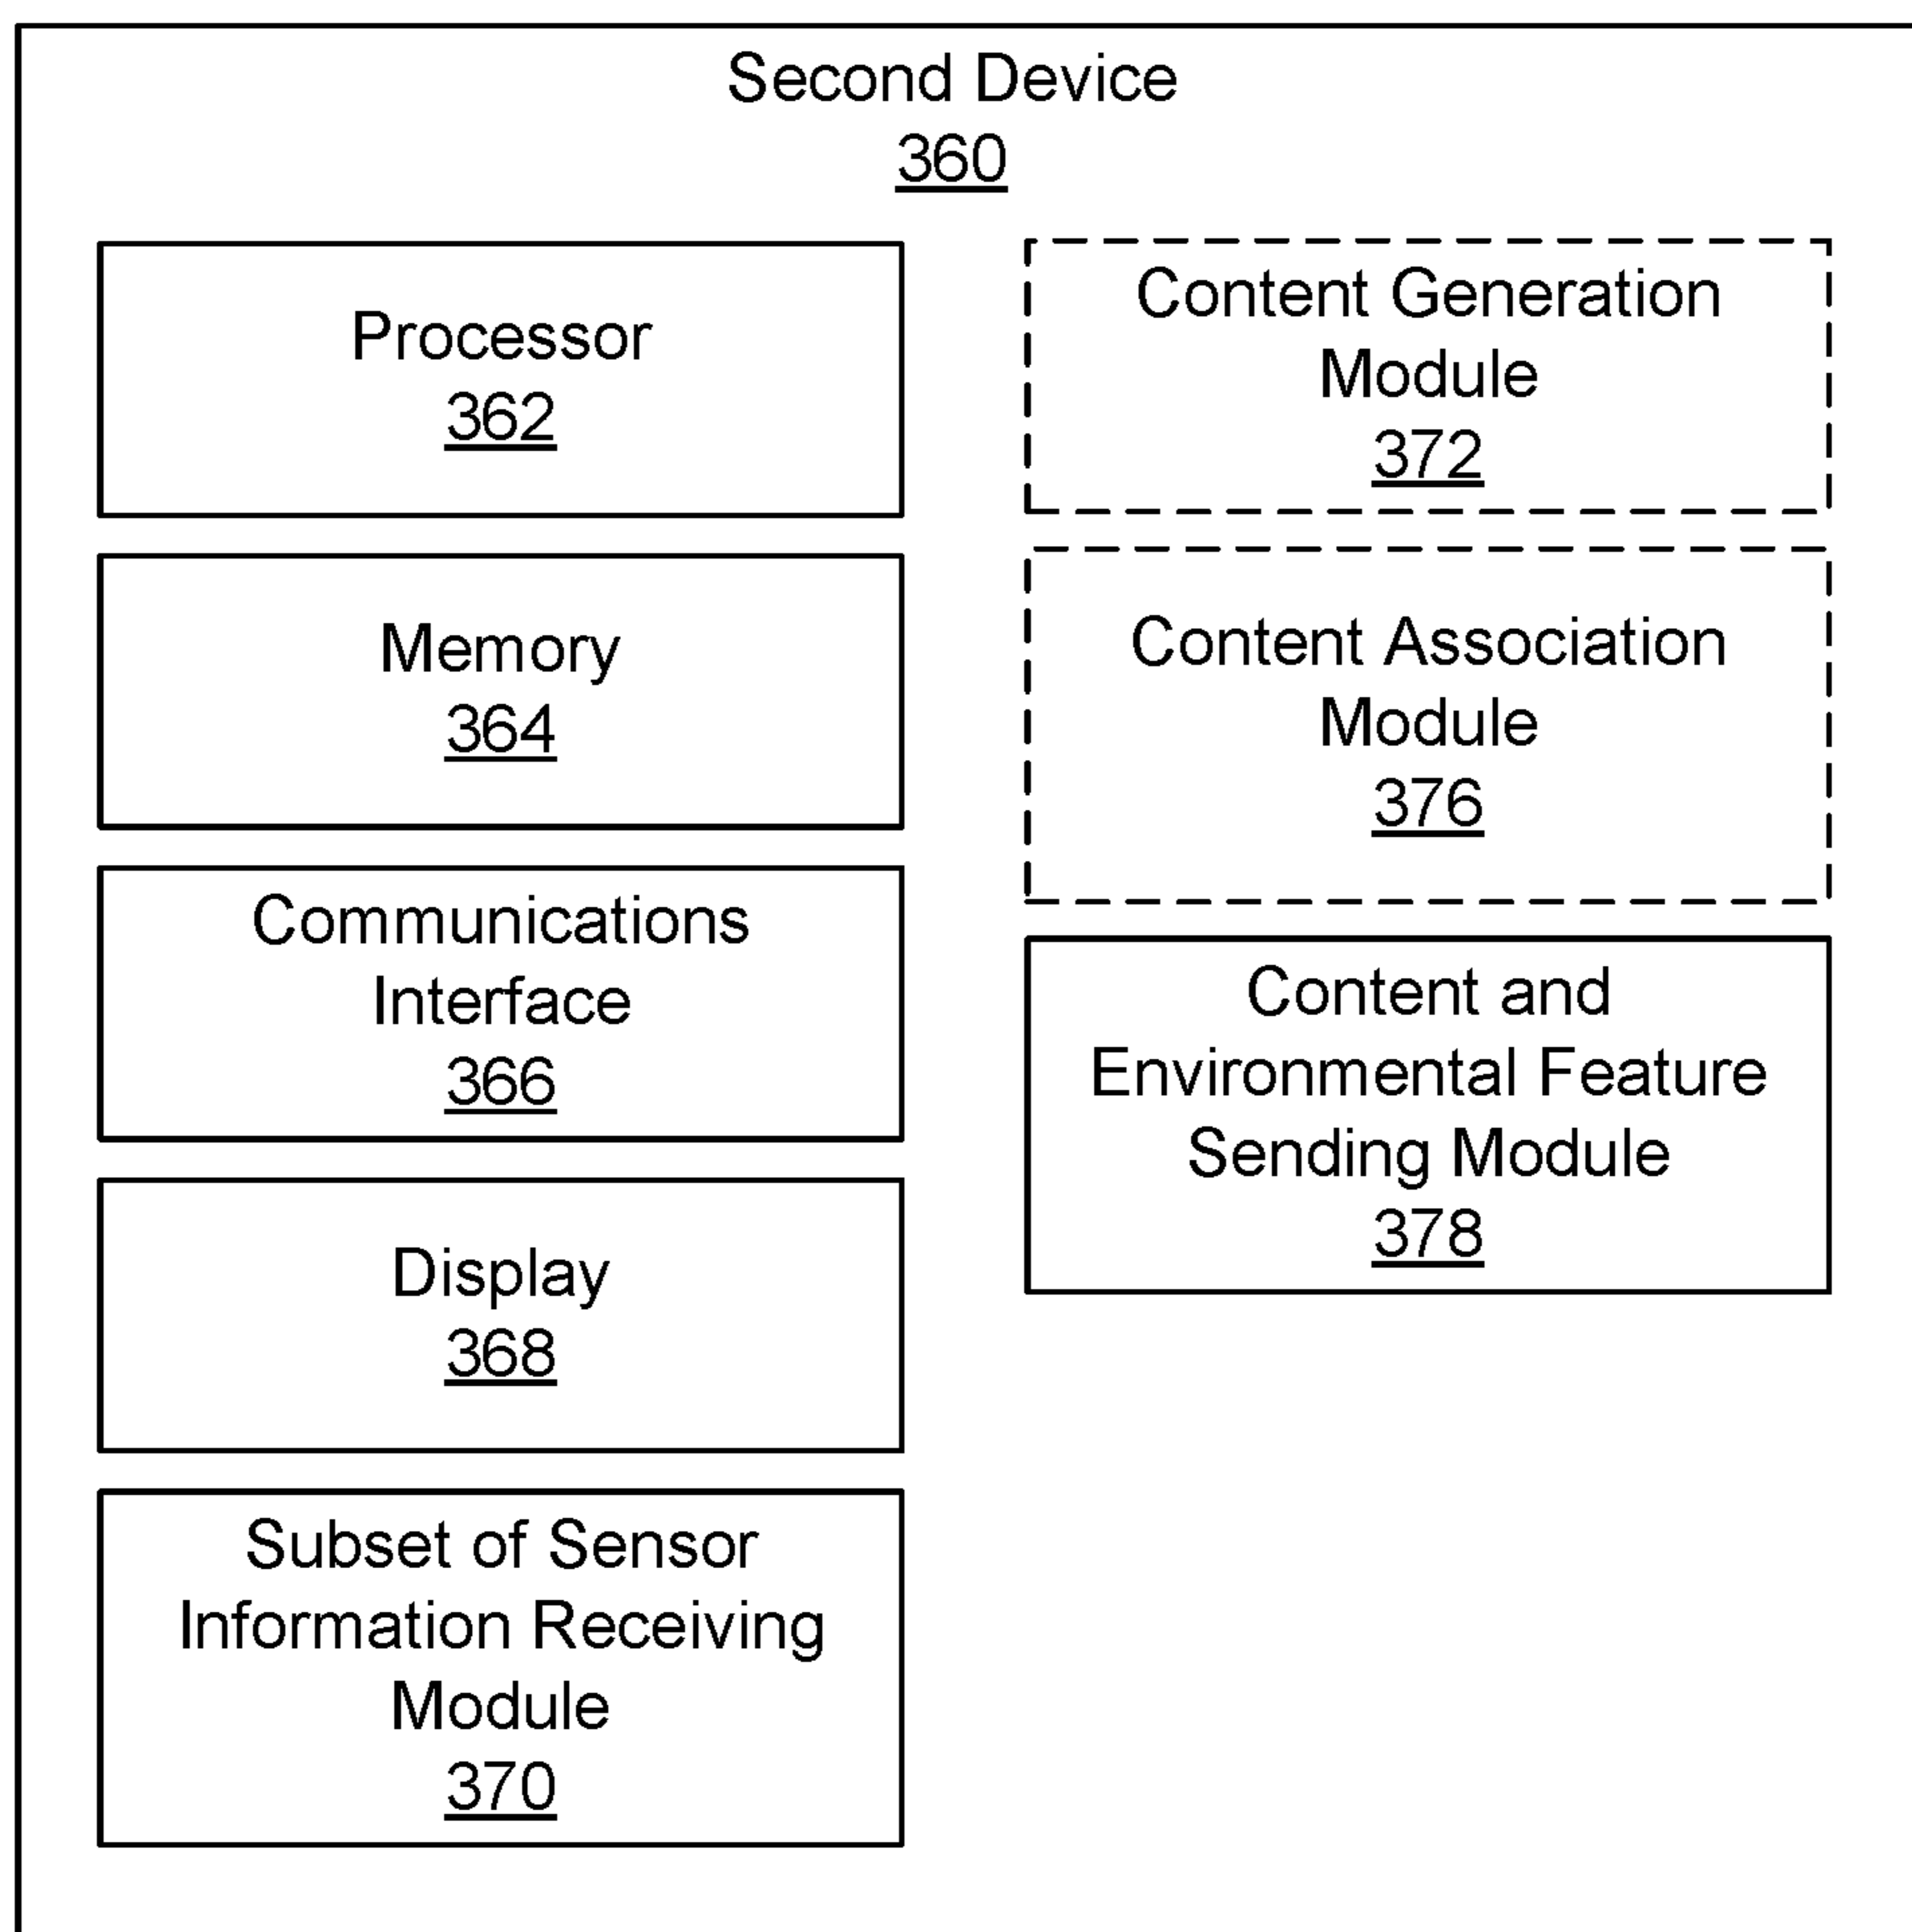 Second Device
360
Processor
362
Memory
364
Communications
Interface
366
Display
368
Subset of Sensor
Information Receiving
Module
370
Content Generation
Module
372
Content Association
Module
376
Content and
Environmental Feature
Sending Module
378